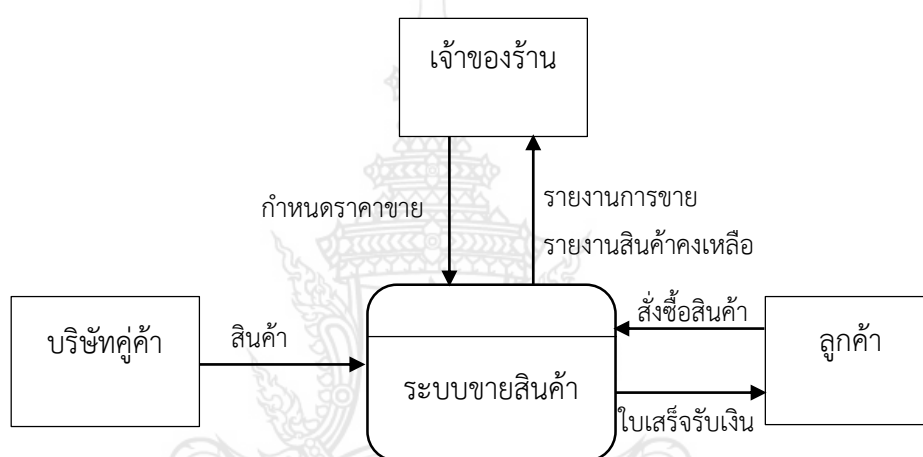 เจ้าของร้าน
กำหนดราคาขาย
รายงานการขาย
รายงานสินค้าคงเหลือ
บริษัทคู่ค้า
สินค้า
สั่งซื้อสินค้า
ลูกค้า
ระบบขายสินค้า
ใบเสร็จรับเงิน